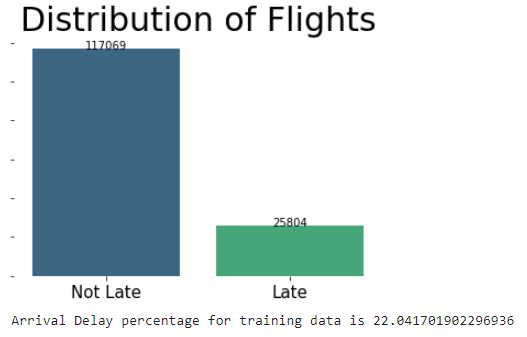 Distribution of Flights
117069
25804
Not Late
Late
Arrival Delay percentage for training data is 22.041701902296936